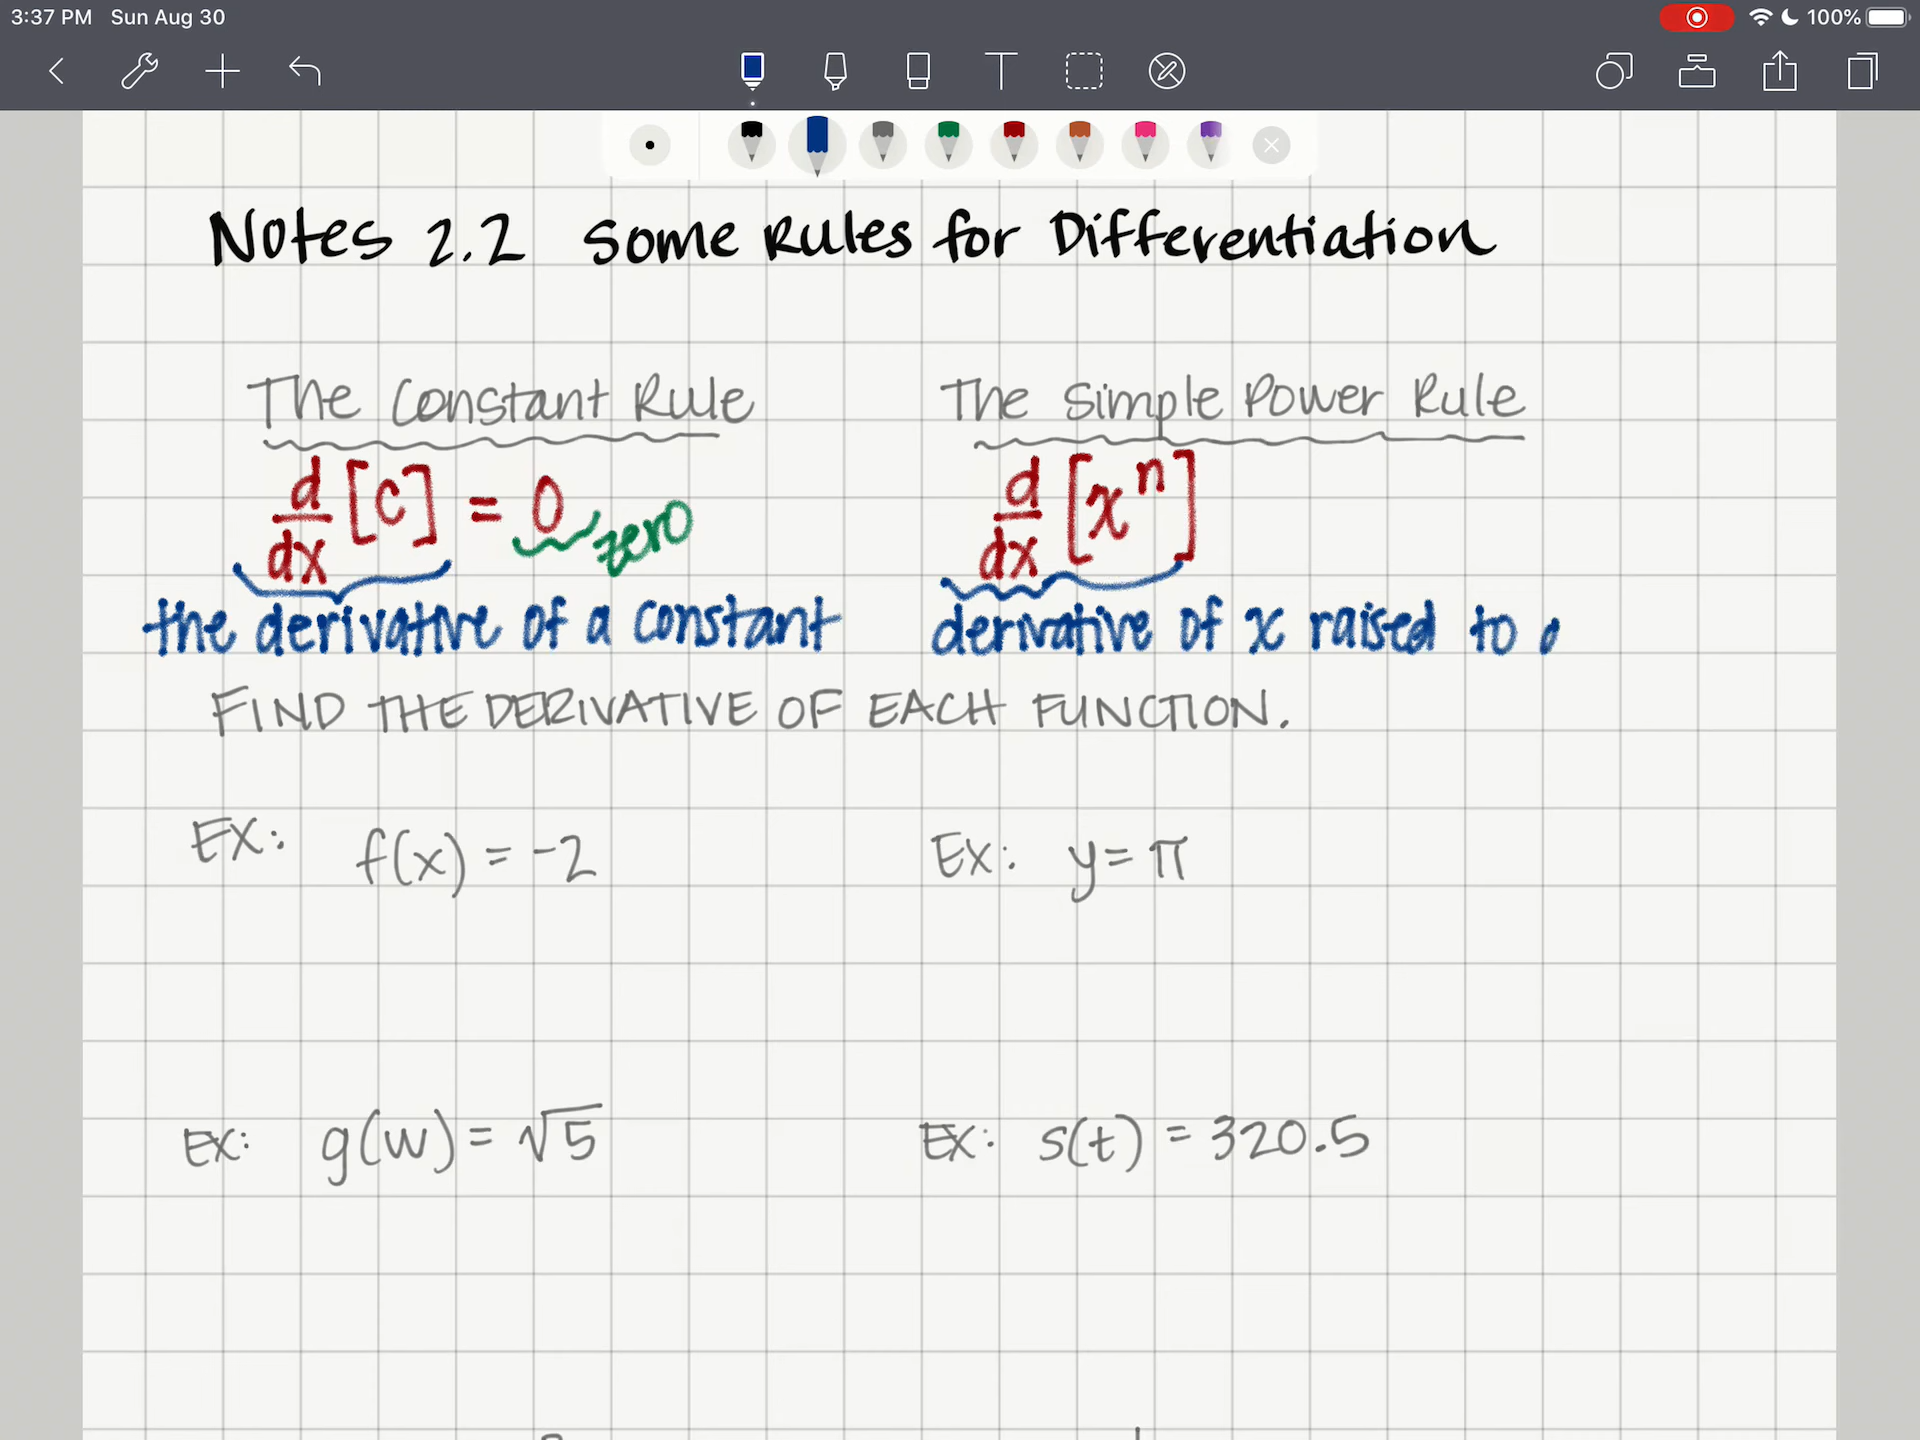 3:37 PM Sun Aug 30 100%
Notes 2.2 Some Rules for Differentiation
The Constant Rule The Simple Power Rule
d/dx [c] = 0 zero d/dx [xⁿ]
the derivative of a constant derivative of x raised to
FIND THE DERIVATIVE OF EACH FUNCTION.
EX: f(x) = -2 EX: y = π
EX: g(w) = √5 EX: s(t) = 320.5